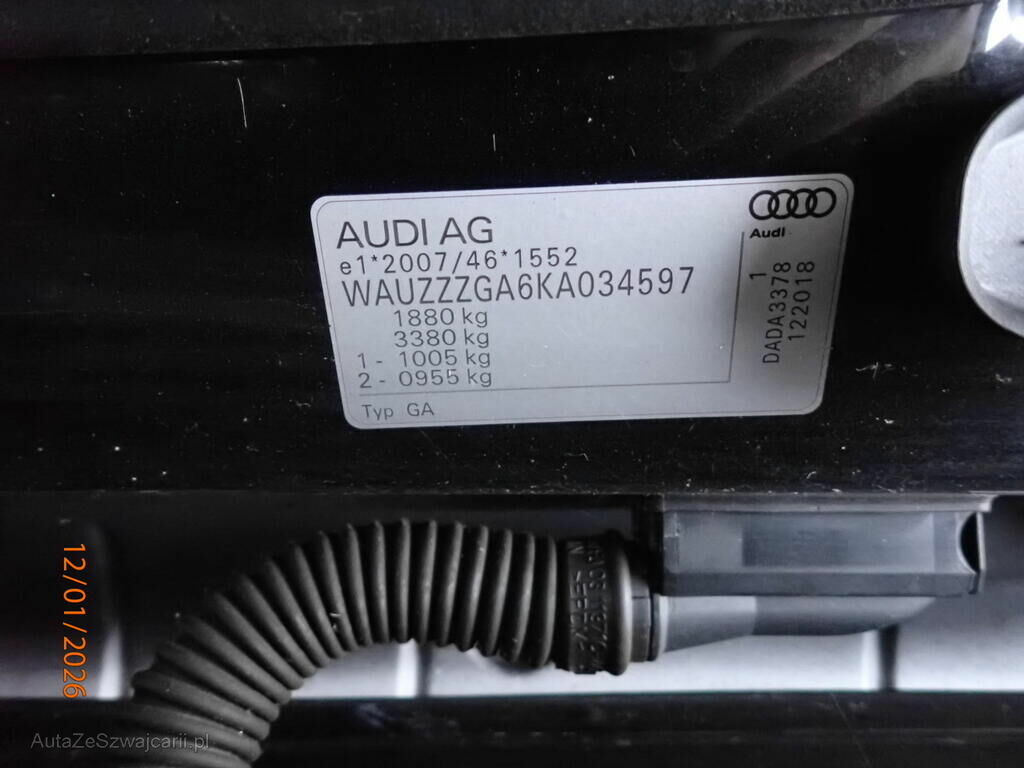 AUDI AG
e1*2007/46*1552
WAUZZZGA6KA034597
1880 kg
3380 kg
1 - 1005 kg
2 - 0955 kg
Typ GA
Audi
1
DADA3378
122018
12/01/2026
AutaZeSzwajcarii.pl